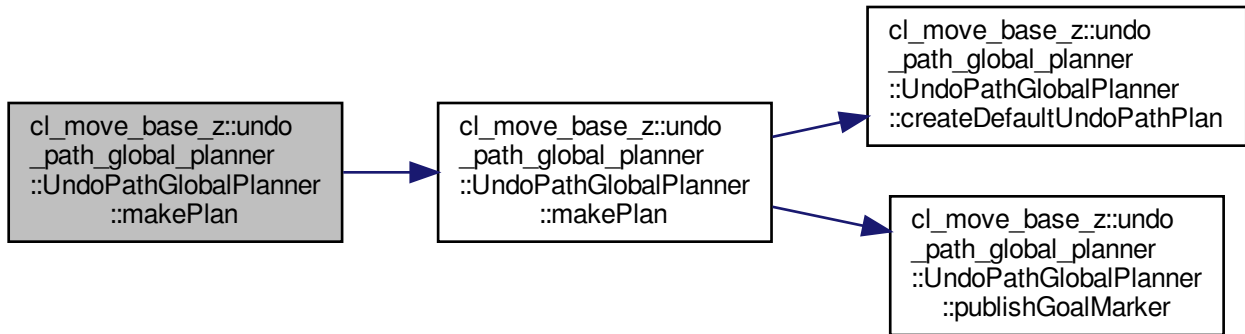 cl_move_base_z::undo
_path_global_planner
::UndoPathGlobalPlanner
::makePlan
cl_move_base_z::undo
_path_global_planner
::UndoPathGlobalPlanner
::makePlan
cl_move_base_z::undo
_path_global_planner
::UndoPathGlobalPlanner
::createDefaultUndoPathPlan
cl_move_base_z::undo
_path_global_planner
::UndoPathGlobalPlanner
::publishGoalMarker